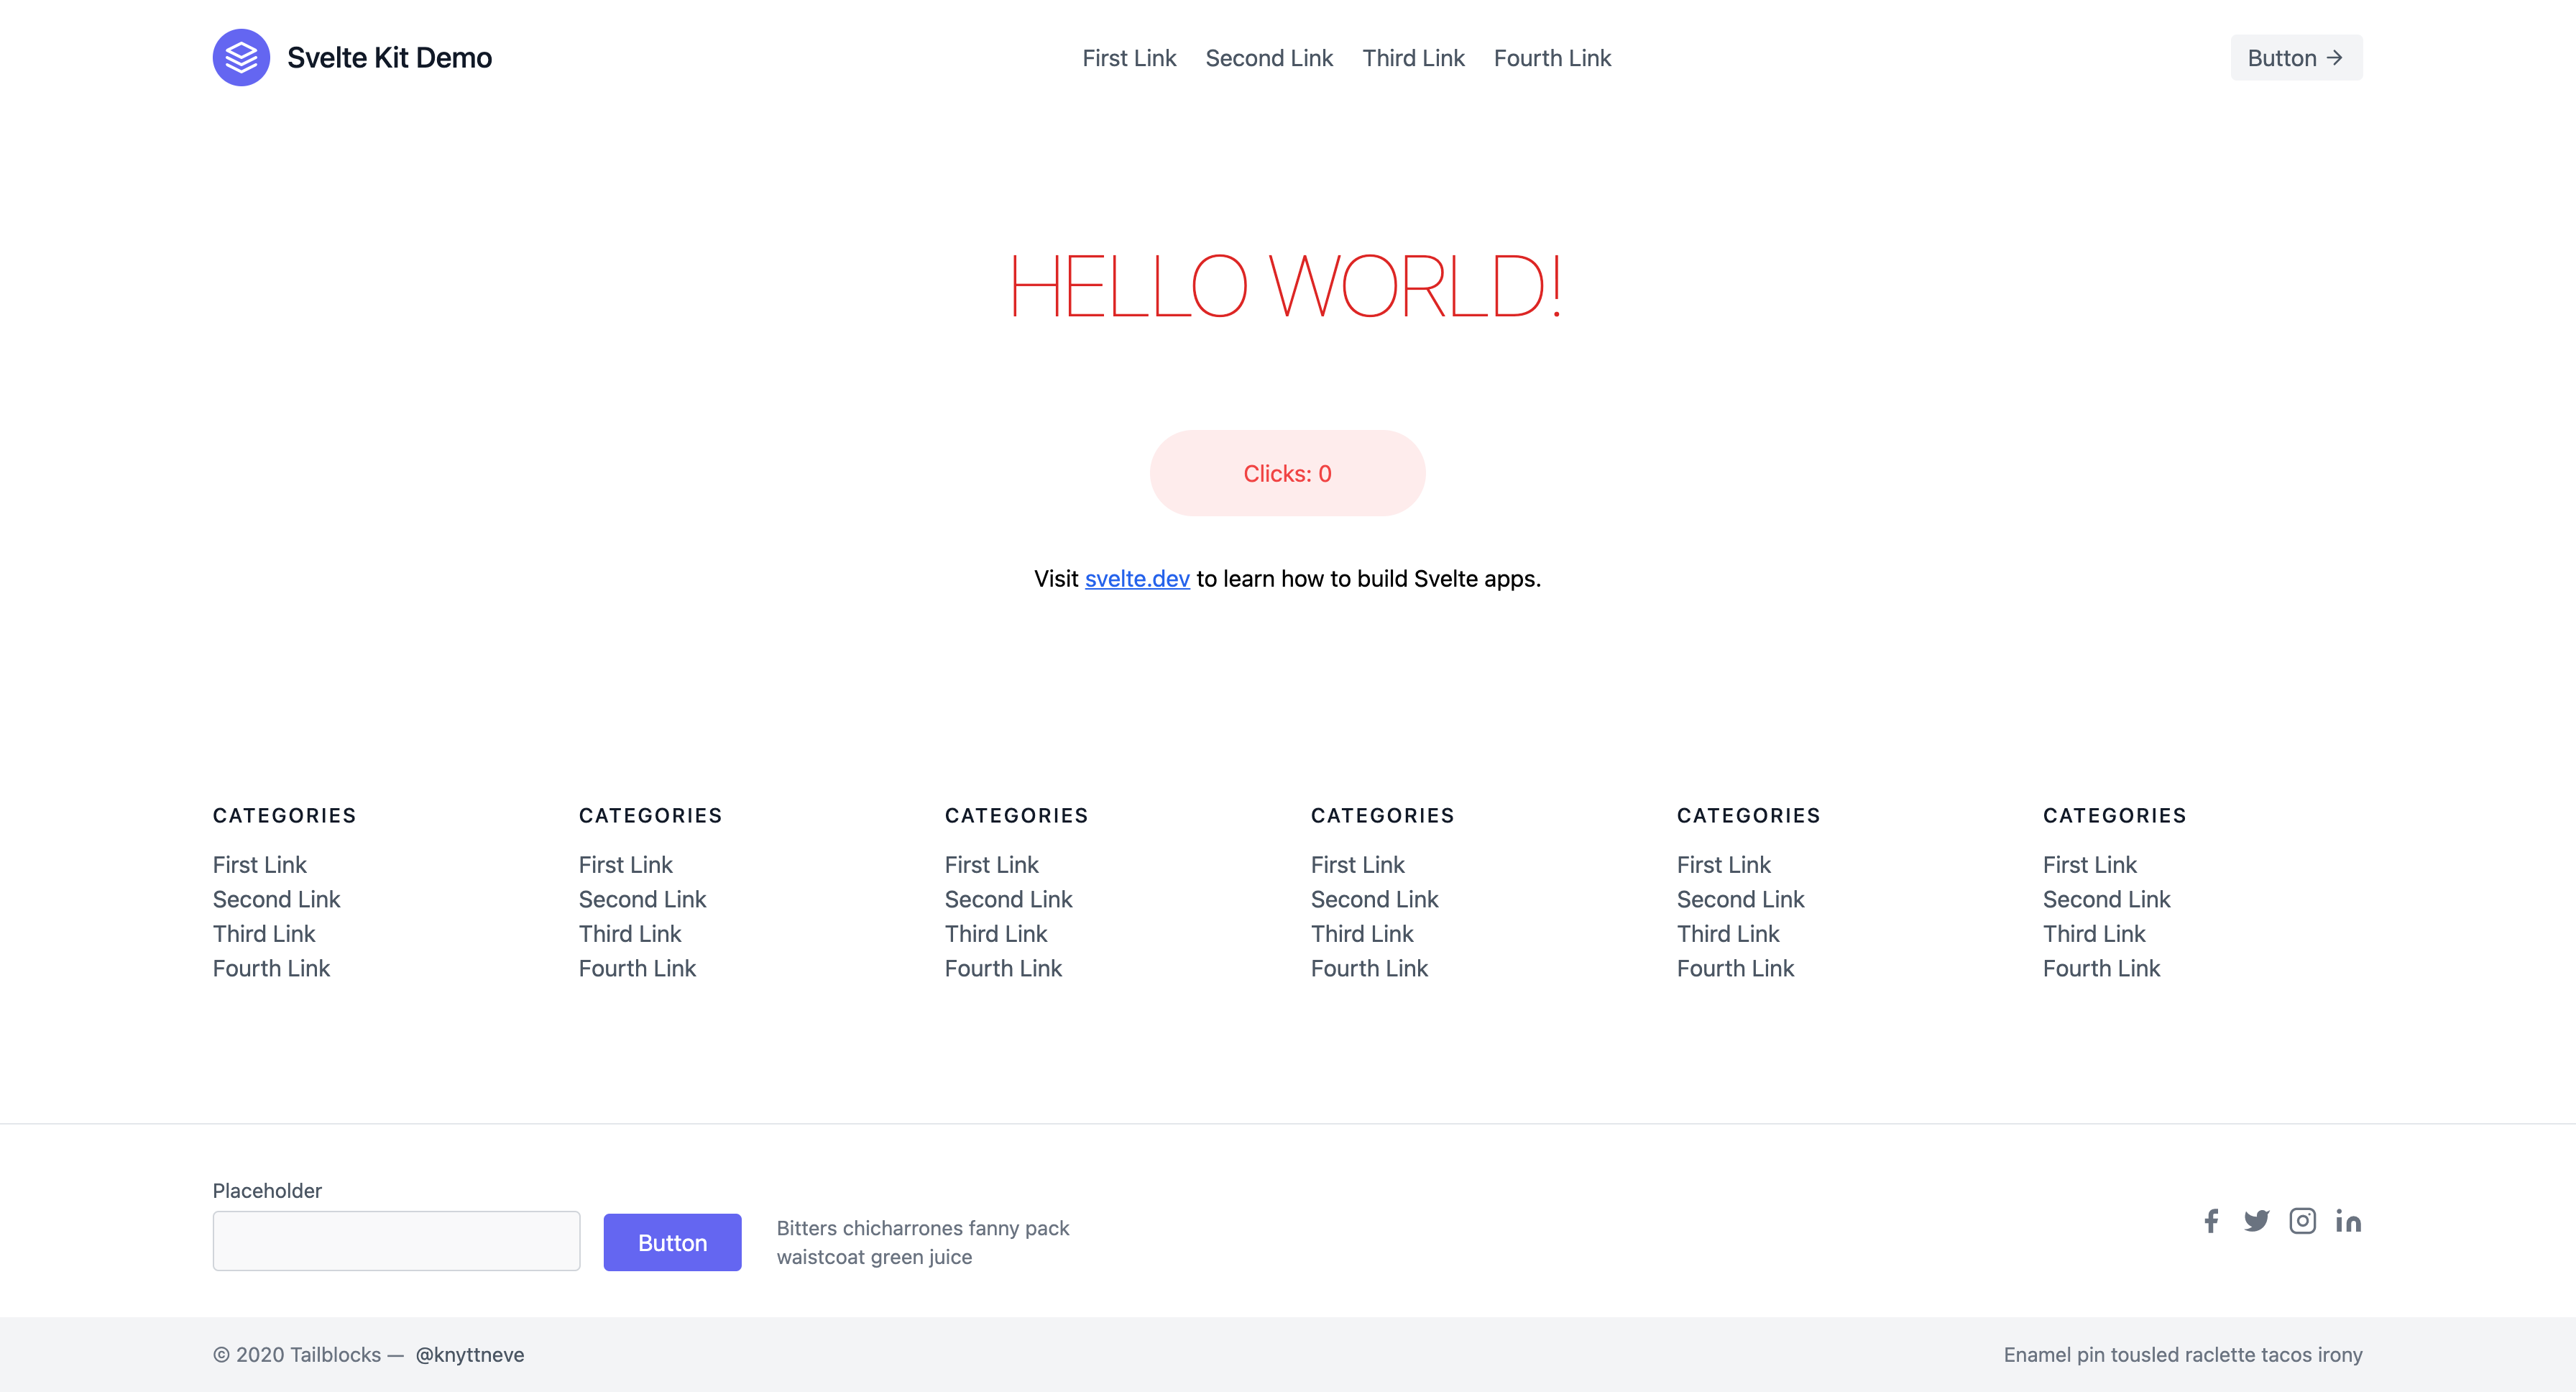 Svelte Kit Demo
First Link Second Link Third Link Fourth Link
Button →
HELLO WORLD!
Clicks: 0
Visit svelte.dev to learn how to build Svelte apps.
CATEGORIES
First Link
Second Link
Third Link
Fourth Link
CATEGORIES
First Link
Second Link
Third Link
Fourth Link
CATEGORIES
First Link
Second Link
Third Link
Fourth Link
CATEGORIES
First Link
Second Link
Third Link
Fourth Link
CATEGORIES
First Link
Second Link
Third Link
Fourth Link
CATEGORIES
First Link
Second Link
Third Link
Fourth Link
Placeholder
Button
Bitters chicharrones fanny pack
waistcoat green juice
© 2020 Tailblocks — @knyttneve
Enamel pin tousled raclette tacos irony